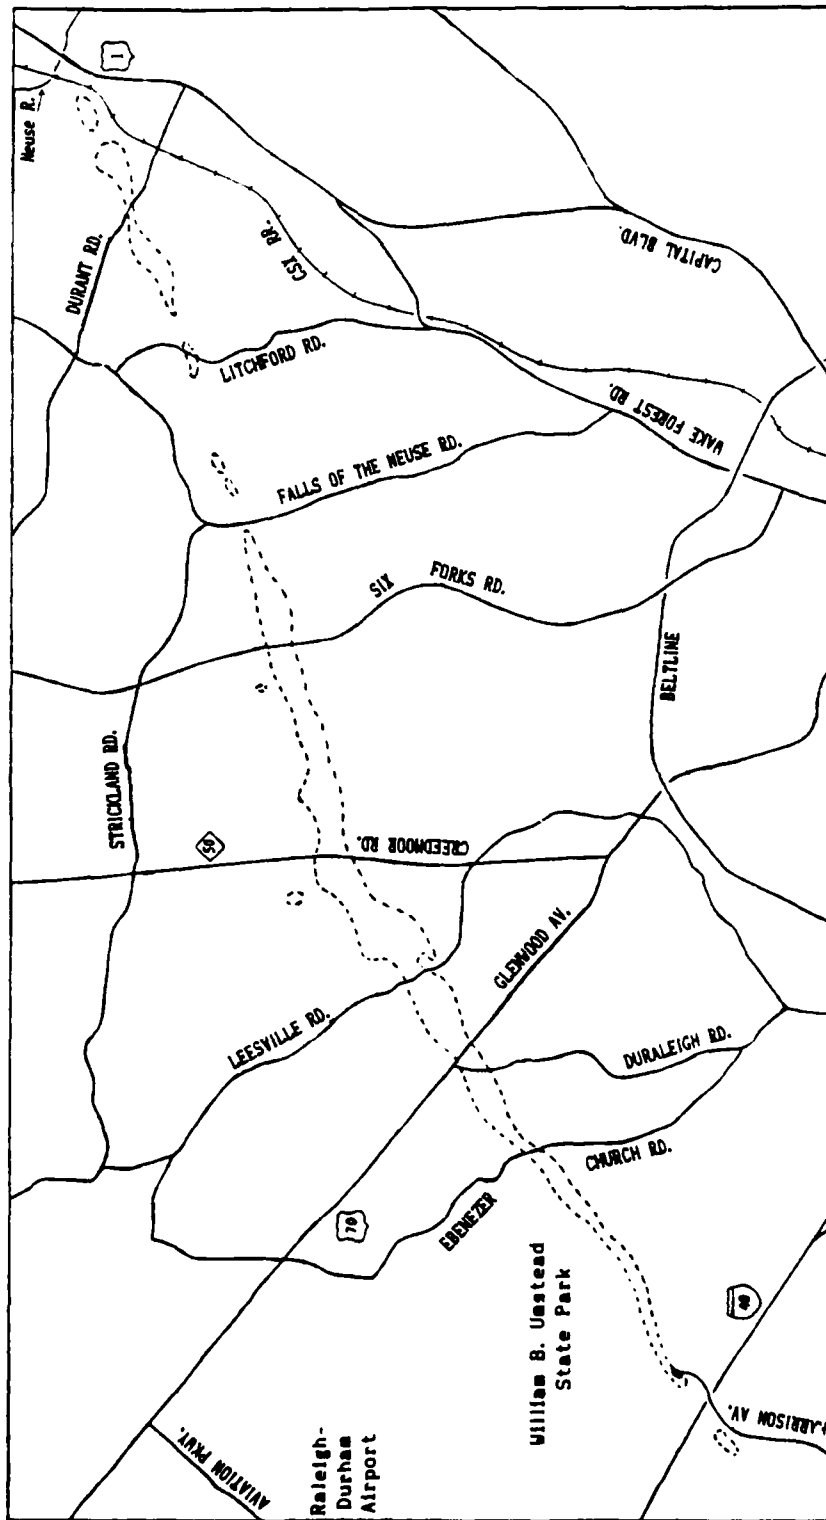 Neuse R.
1
DURANT RD.
CSX RR.
CAPITAL BLVD.
LITCHFORD RD.
WAKE FOREST RD.
FALLS OF THE NEUSE RD.
SIX FORKS RD.
BELTLINE
STRICKLAND RD.
50
CREEDMOOR RD.
GLENWOOD AV.
LEESVILLE RD.
DURALEIGH RD.
EBENEZER CHURCH RD.
70
William B. Umstead
State Park
40
HARRISON AV.
AVIATION PKWY.
Raleigh-
Durham
Airport